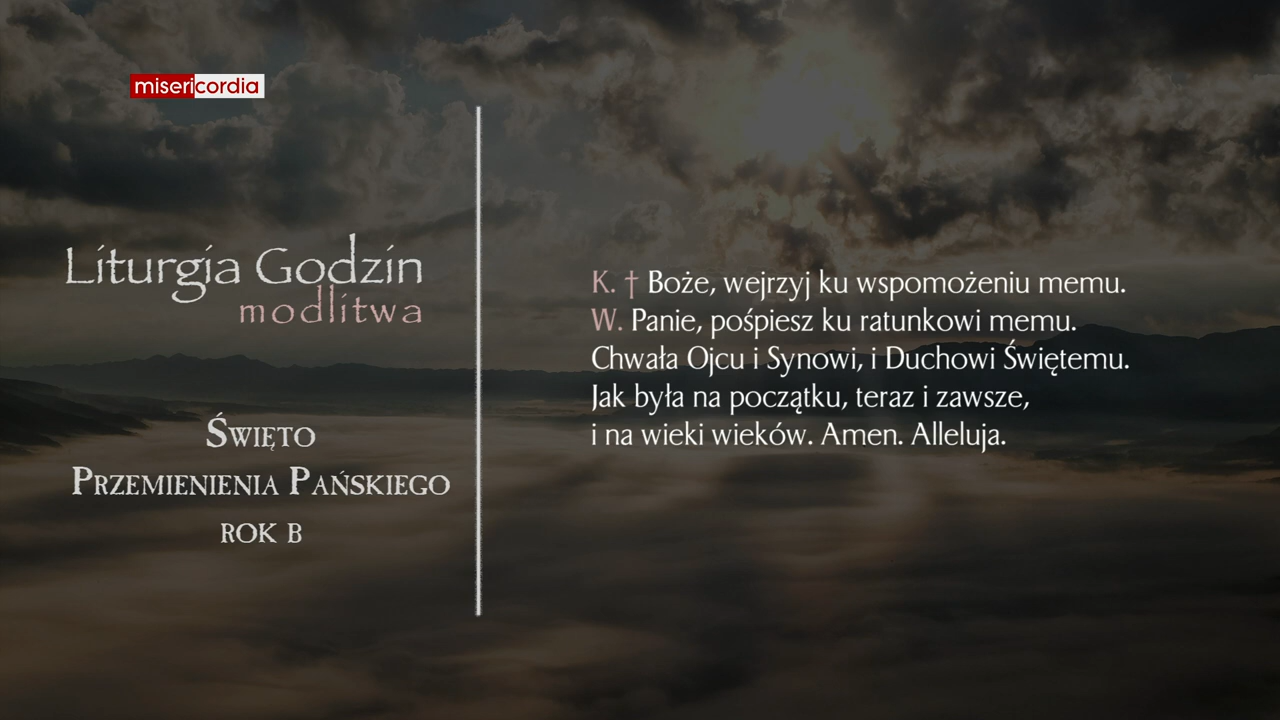 misericordia
Liturgia Godzin
modlitwa
Święto
Przemienienia Pańskiego
rok B
K. † Boże, wejrzyj ku wspomożeniu memu.
W. Panie, pośpiesz ku ratunkowi memu.
Chwała Ojcu i Synowi, i Duchowi Świętemu.
Jak była na początku, teraz i zawsze,
i na wieki wieków. Amen. Alleluja.